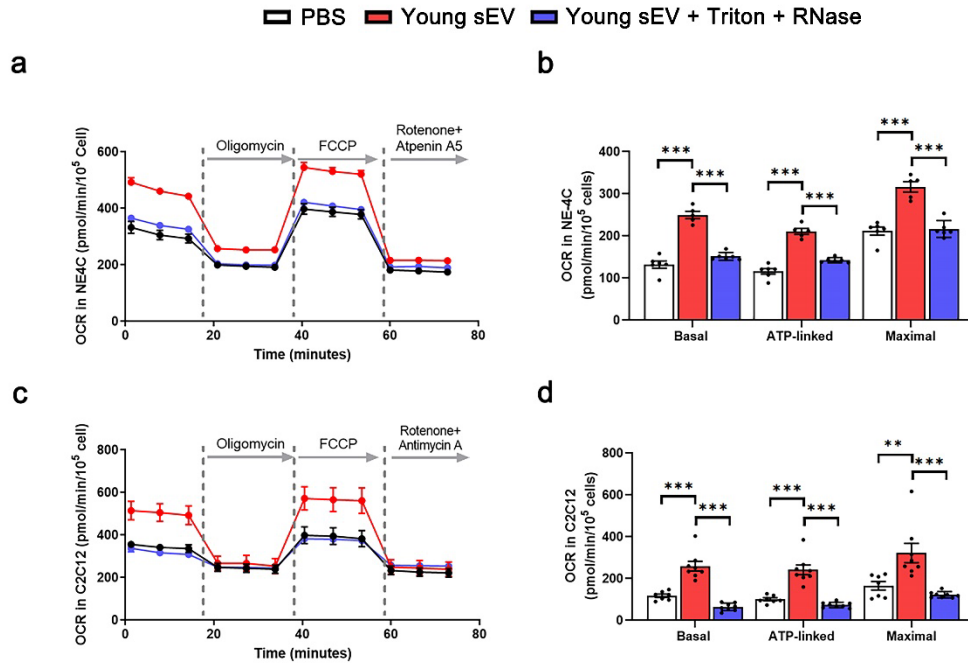 PBS Young sEV Young sEV + Triton + RNase
a
OCR in NE4C (pmol/min/10⁵ Cell)
600
400
200
0
Oligomycin
FCCP
Rotenone+
Atpenin A5
0 20 40 60 80
Time (minutes)
b
OCR in NE-4C
(pmol/min/10⁵ cells)
400
300
200
100
0
*** *** *** *** *** ***
Basal ATP-linked Maximal
c
OCR in C2C12 (pmol/min/10⁵ cell)
800
600
400
200
0
Oligomycin
FCCP
Rotenone+
Antimycin A
0 20 40 60 80
Time (minutes)
d
OCR in C2C12
(pmol/min/10⁵ cells)
800
600
400
200
0
*** *** *** *** ** ***
Basal ATP-linked Maximal